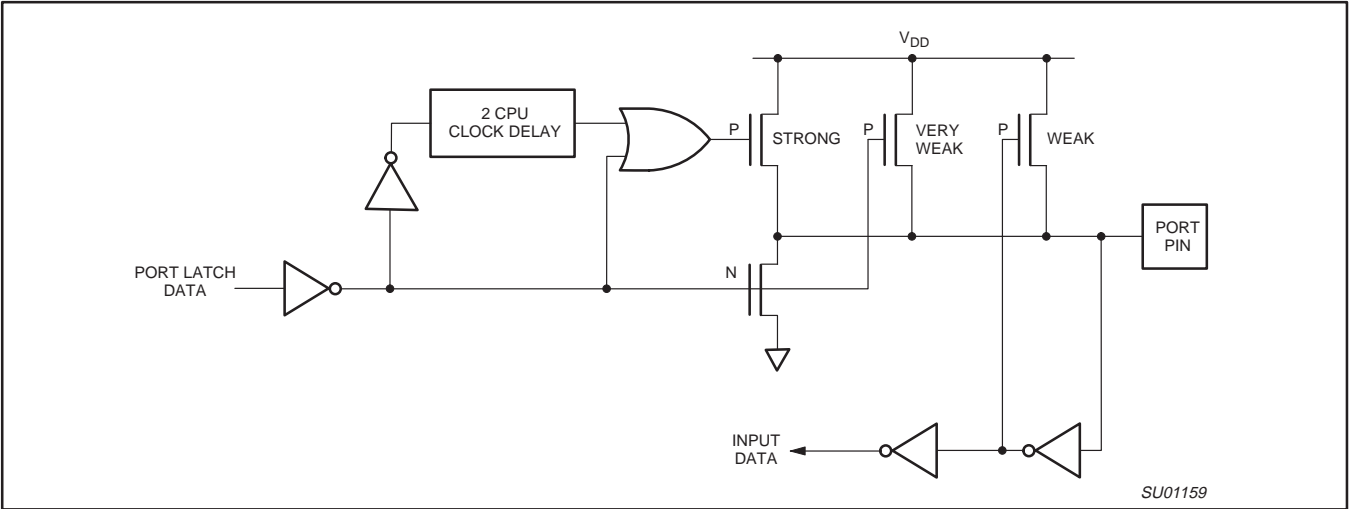 V_DD
2 CPU
CLOCK DELAY
P
STRONG
P
VERY
WEAK
P
WEAK
PORT
PIN
PORT LATCH
DATA
N
INPUT
DATA
SU01159